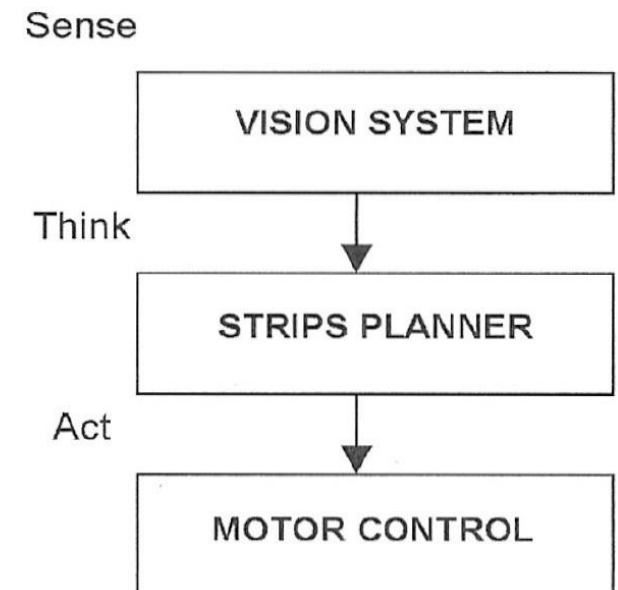 Sense
VISION SYSTEM
Think
STRIPS PLANNER
Act
MOTOR CONTROL